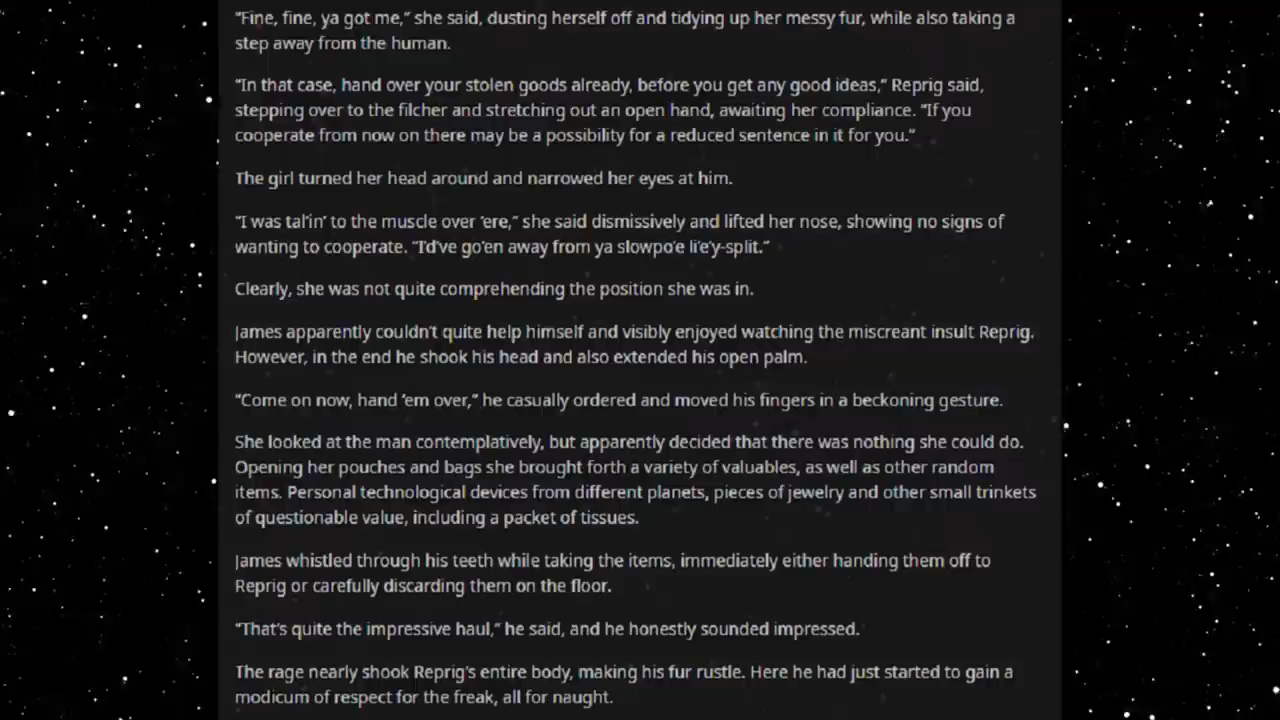 “Fine, fine, ya got me,” she said, dusting herself off and tidying up her messy fur, while also taking a
step away from the human.
“In that case, hand over your stolen goods already, before you get any good ideas,” Reprig said,
stepping over to the filcher and stretching out an open hand, awaiting her compliance. “If you
cooperate from now on there may be a possibility for a reduced sentence in it for you.”
The girl turned her head around and narrowed her eyes at him.
“I was tal’in’ to the muscle over ‘ere,” she said dismissively and lifted her nose, showing no signs of
wanting to cooperate. “I’d’ve go’en away from ya slowpo’e li’e’y-split.”
Clearly, she was not quite comprehending the position she was in.
James apparently couldn’t quite help himself and visibly enjoyed watching the miscreant insult Reprig.
However, in the end he shook his head and also extended his open palm.
“Come on now, hand ‘em over,” he casually ordered and moved his fingers in a beckoning gesture.
She looked at the man contemplatively, but apparently decided that there was nothing she could do.
Opening her pouches and bags she brought forth a variety of valuables, as well as other random
items. Personal technological devices from different planets, pieces of jewelry and other small trinkets
of questionable value, including a packet of tissues.
James whistled through his teeth while taking the items, immediately either handing them off to
Reprig or carefully discarding them on the floor.
“That’s quite the impressive haul,” he said, and he honestly sounded impressed.
The rage nearly shook Reprig’s entire body, making his fur rustle. Here he had just started to gain a
modicum of respect for the freak, all for naught.